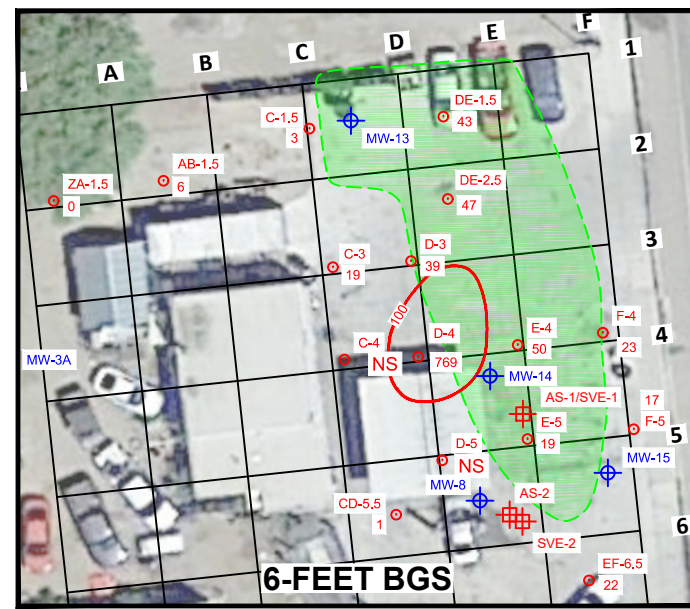 F
E
D
C
B
A
1
DE-1.5
43
C-1.5
3
MW-13
2
AB-1.5
6
ZA-1.5
0
DE-2.5
47
3
D-3
39
C-3
19
100
F-4
23
4
E-4
50
D-4
769
C-4
NS
MW-3A
MW-14
AS-1/SVE-1
17
F-5
E-5
19
5
D-5
NS
MW-15
MW-8
AS-2
CD-5.5
1
6
SVE-2
6-FEET BGS
EF-6.5
22